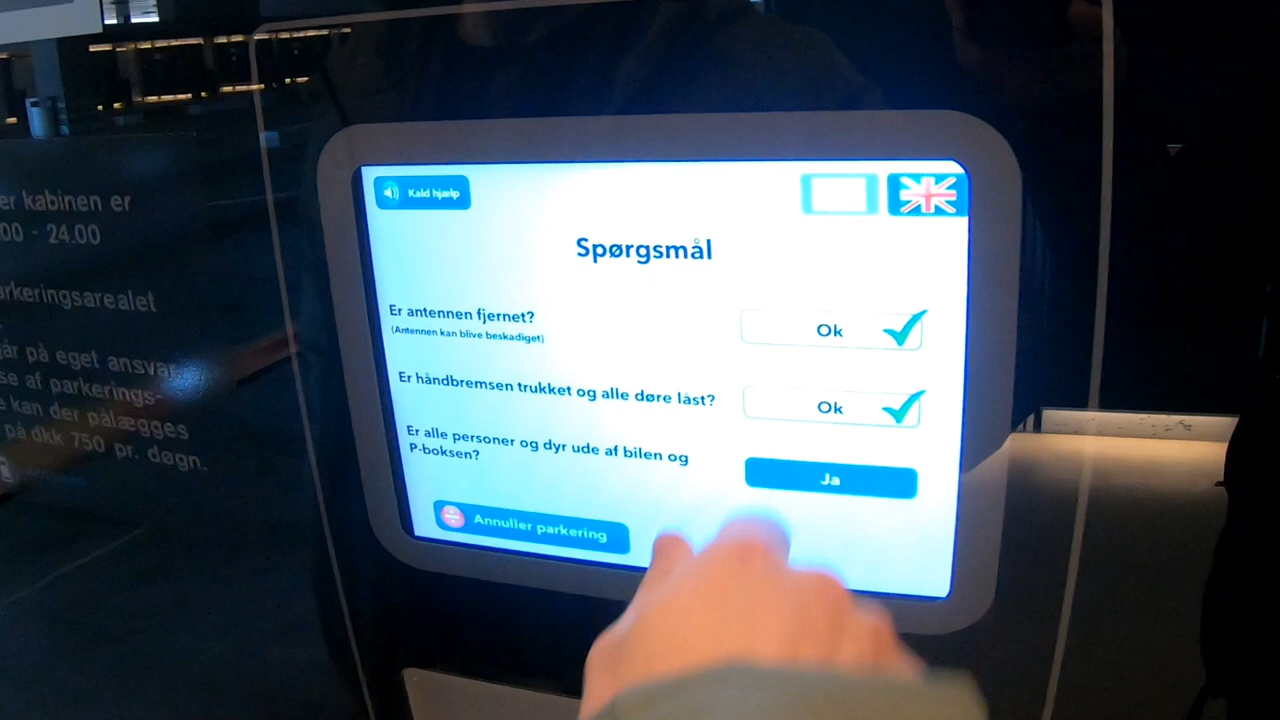 er kabinen er
00 - 24.00
arkeringsarealet
går på eget ansvar
se af parkerings-
e kan der pålægges
på dkk 750 pr. døgn.
Kald hjælp
Spørgsmål
Er antennen fjernet?
(Antennen kan blive beskadiget)
Ok
Er håndbremsen trukket og alle døre låst?
Ok
Er alle personer og dyr ude af bilen og
P-boksen?
Ja
Annuller parkering